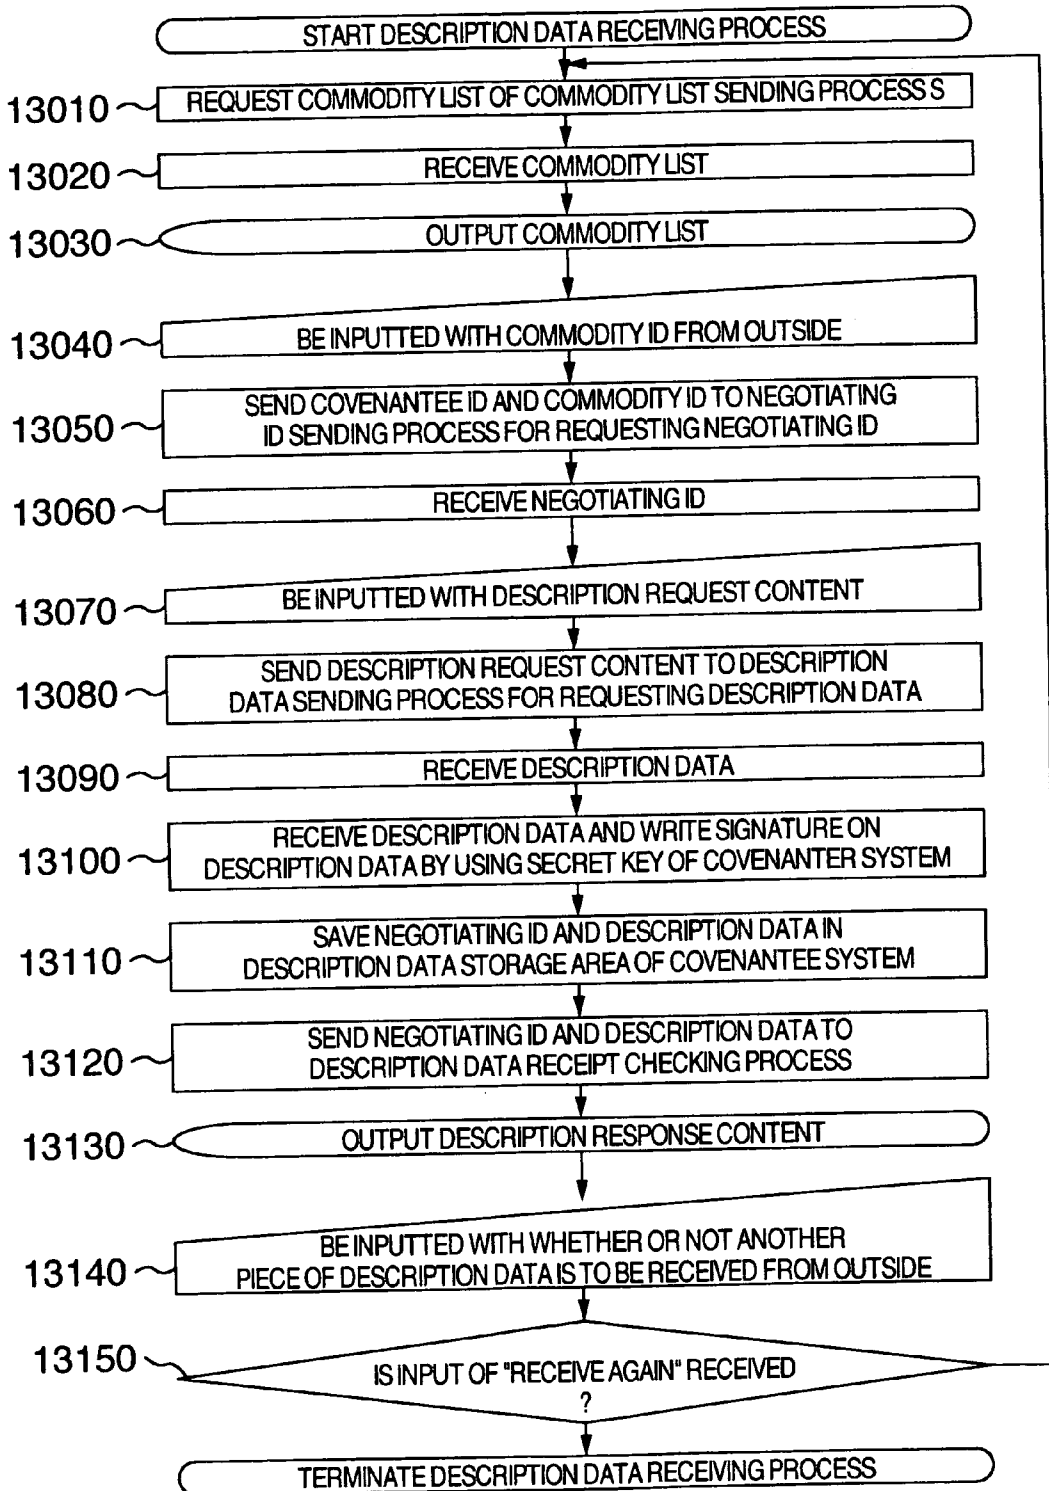 START DESCRIPTION DATA RECEIVING PROCESS
13010 REQUEST COMMODITY LIST OF COMMODITY LIST SENDING PROCESS S
13020 RECEIVE COMMODITY LIST
13030 OUTPUT COMMODITY LIST
13040 BE INPUTTED WITH COMMODITY ID FROM OUTSIDE
13050 SEND COVENANTEE ID AND COMMODITY ID TO NEGOTIATING
ID SENDING PROCESS FOR REQUESTING NEGOTIATING ID
13060 RECEIVE NEGOTIATING ID
13070 BE INPUTTED WITH DESCRIPTION REQUEST CONTENT
13080 SEND DESCRIPTION REQUEST CONTENT TO DESCRIPTION
DATA SENDING PROCESS FOR REQUESTING DESCRIPTION DATA
13090 RECEIVE DESCRIPTION DATA
13100 RECEIVE DESCRIPTION DATA AND WRITE SIGNATURE ON
DESCRIPTION DATA BY USING SECRET KEY OF COVENANTER SYSTEM
13110 SAVE NEGOTIATING ID AND DESCRIPTION DATA IN
DESCRIPTION DATA STORAGE AREA OF COVENANTEE SYSTEM
13120 SEND NEGOTIATING ID AND DESCRIPTION DATA TO
DESCRIPTION DATA RECEIPT CHECKING PROCESS
13130 OUTPUT DESCRIPTION RESPONSE CONTENT
13140 BE INPUTTED WITH WHETHER OR NOT ANOTHER
PIECE OF DESCRIPTION DATA IS TO BE RECEIVED FROM OUTSIDE
13150 IS INPUT OF "RECEIVE AGAIN" RECEIVED
?
TERMINATE DESCRIPTION DATA RECEIVING PROCESS